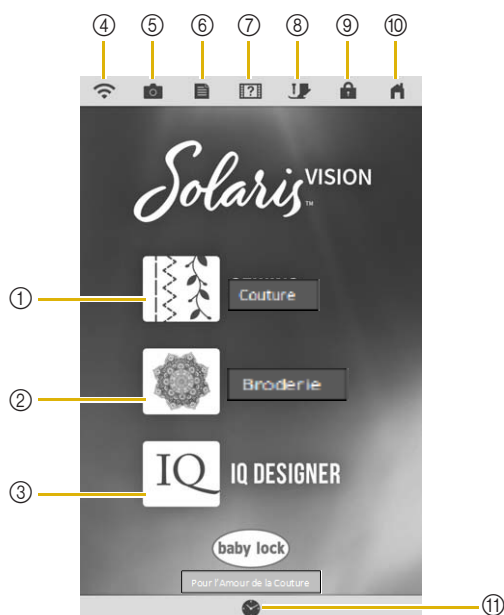 ④ ⑤ ⑥ ⑦ ⑧ ⑨ ⑩
?
Solaris VISION
™
① Couture
② Broderie
③ IQ IQ DESIGNER
baby lock
Pour l'Amour de la Couture
⑪